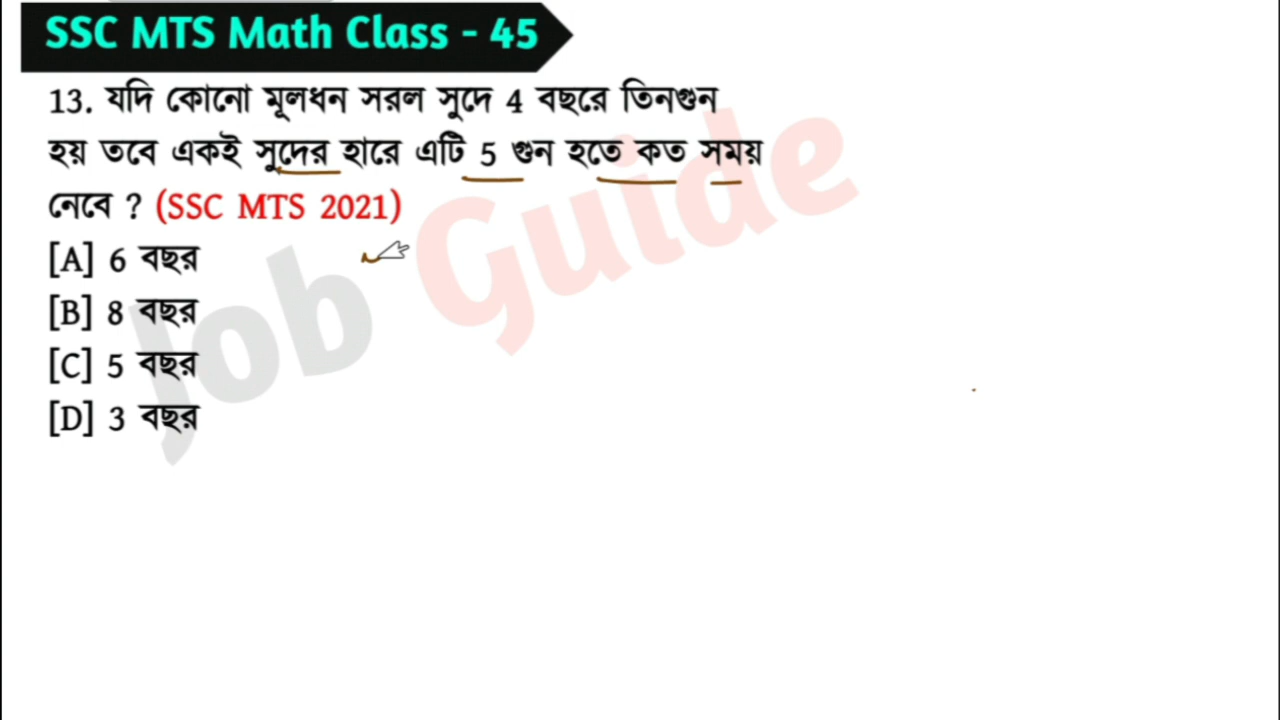 SSC MTS Math Class - 45
13. যদি কোনো মূলধন সরল সুদে 4 বছরে তিনগুন
হয় তবে একই সুদের হারে এটি 5 গুন হতে কত সময়
নেবে ? (SSC MTS 2021)
[A] 6 বছর
[B] 8 বছর
[C] 5 বছর
[D] 3 বছর
Job Guide